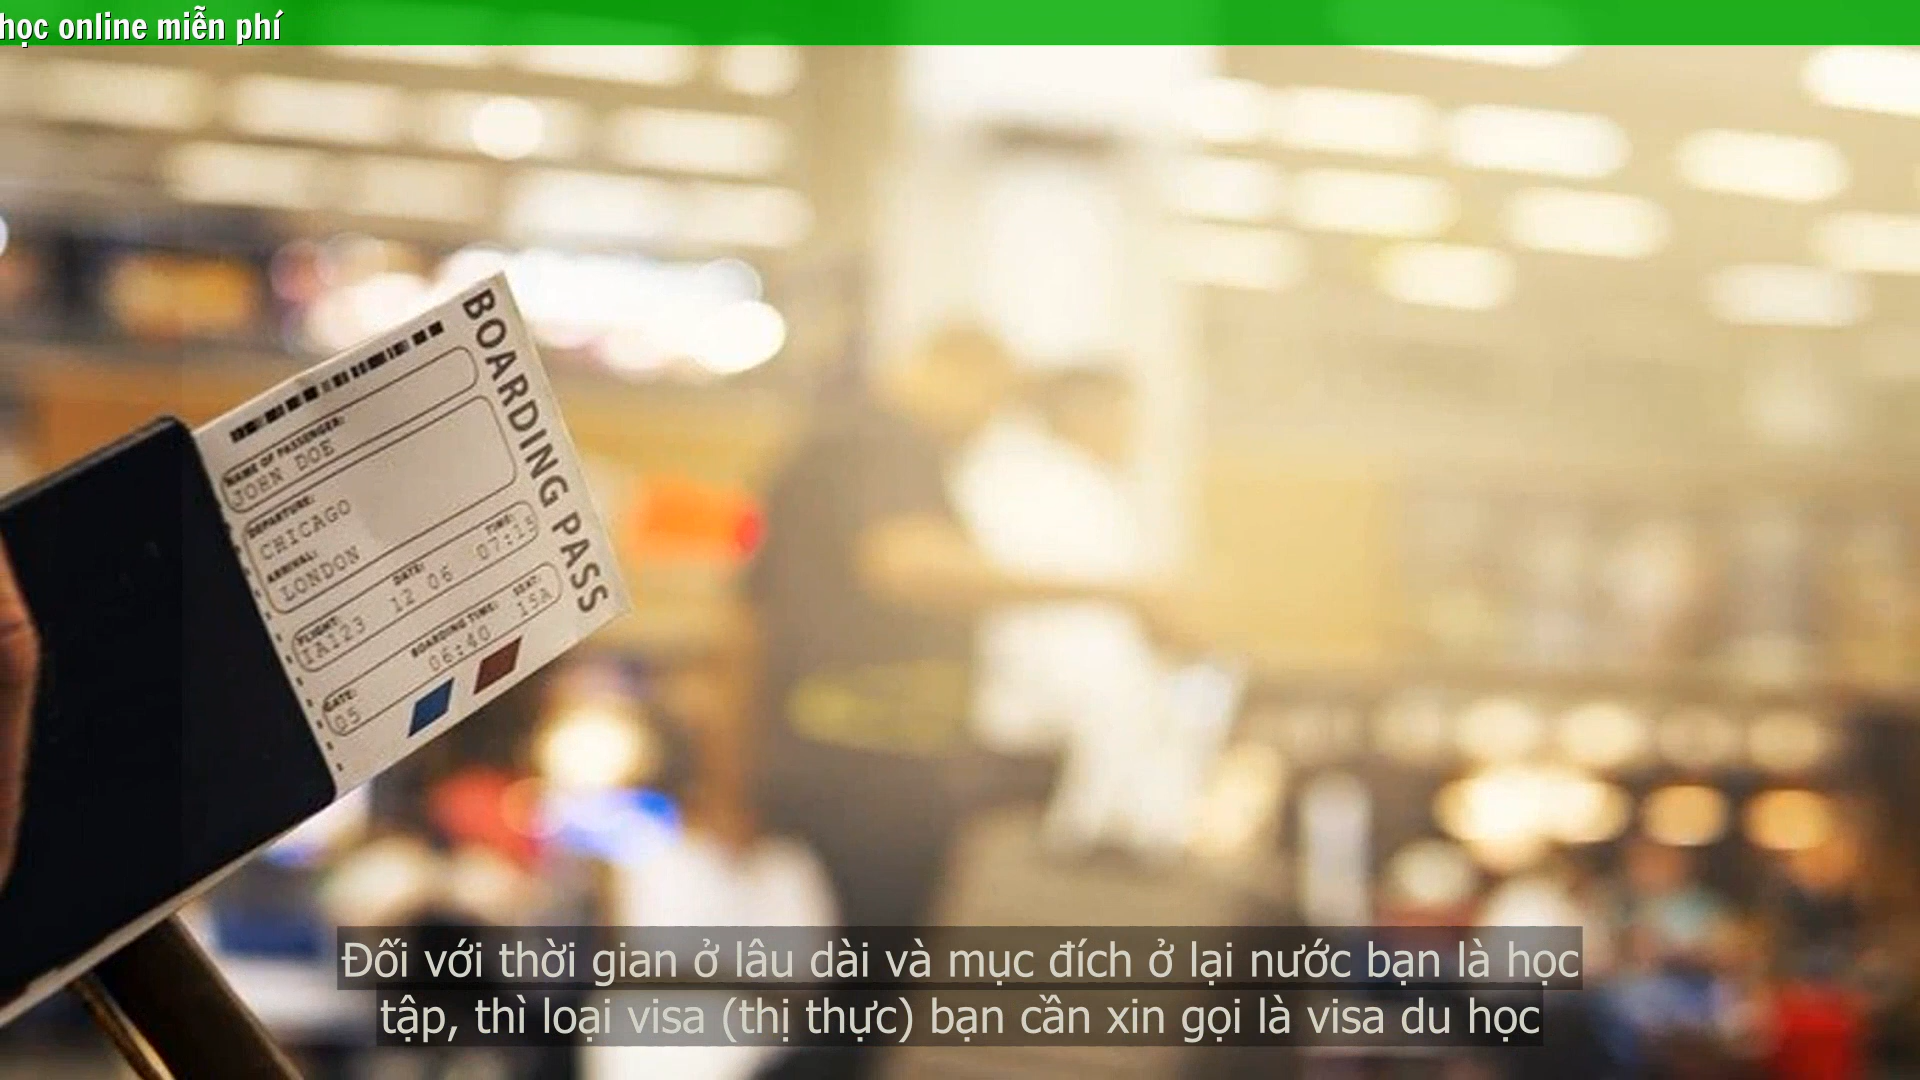 học online miễn phí
BOARDING PASS
NAME OF PASSENGER:
JOHN DOE
DEPARTURE:
CHICAGO
ARRIVAL:
LONDON
FLIGHT: DATE: TIME:
IA123 12 06 07:15
BOARDING TIME: SEAT:
06:40 15A
GATE:
05
Đối với thời gian ở lâu dài và mục đích ở lại nước bạn là học
tập, thì loại visa (thị thực) bạn cần xin gọi là visa du học